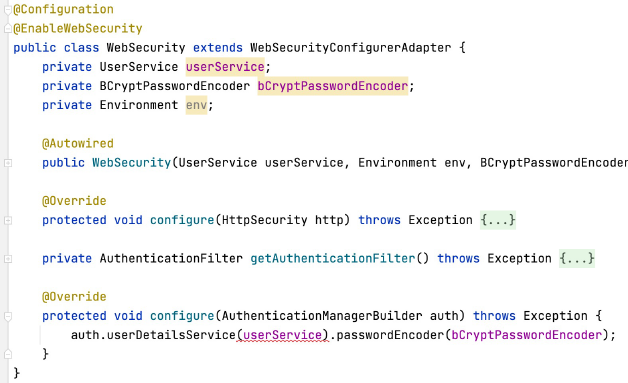 @Configuration
@EnableWebSecurity
public class WebSecurity extends WebSecurityConfigurerAdapter {
    private UserService userService;
    private BCryptPasswordEncoder bCryptPasswordEncoder;
    private Environment env;
    @Autowired
    public WebSecurity(UserService userService, Environment env, BCryptPasswordEncoder
    @Override
    protected void configure(HttpSecurity http) throws Exception {...}
    private AuthenticationFilter getAuthenticationFilter() throws Exception {...}
    @Override
    protected void configure(AuthenticationManagerBuilder auth) throws Exception {
        auth.userDetailsService(userService).passwordEncoder(bCryptPasswordEncoder);
    }
}